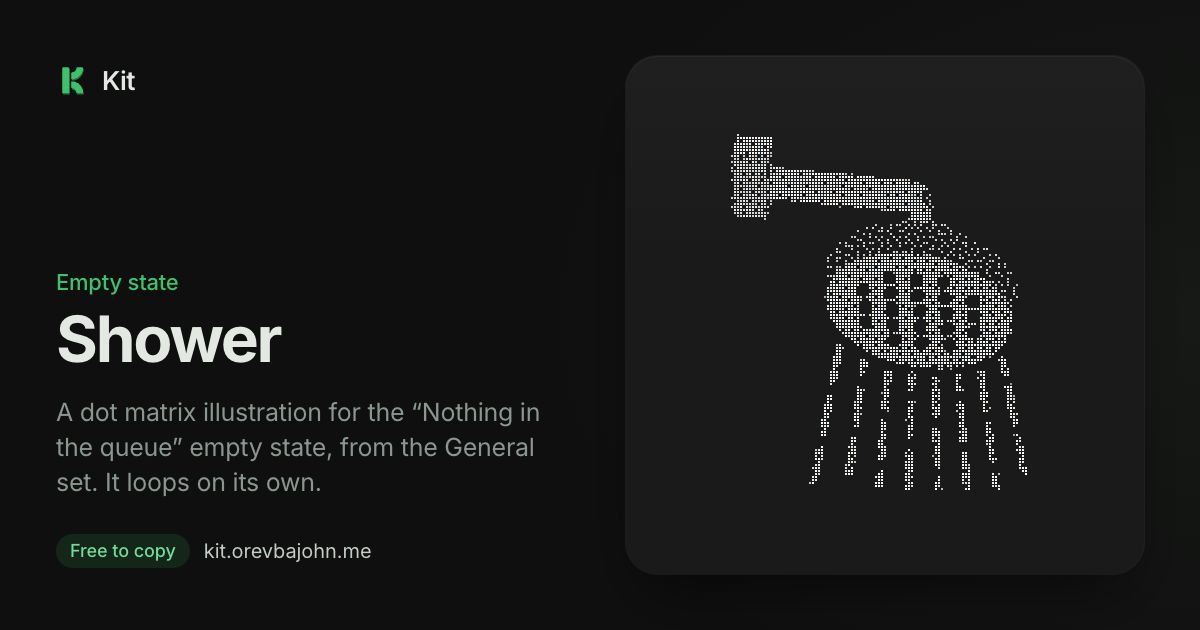 Kit
Empty state
Shower
A dot matrix illustration for the “Nothing in
the queue” empty state, from the General
set. It loops on its own.
Free to copy
kit.orevbajohn.me